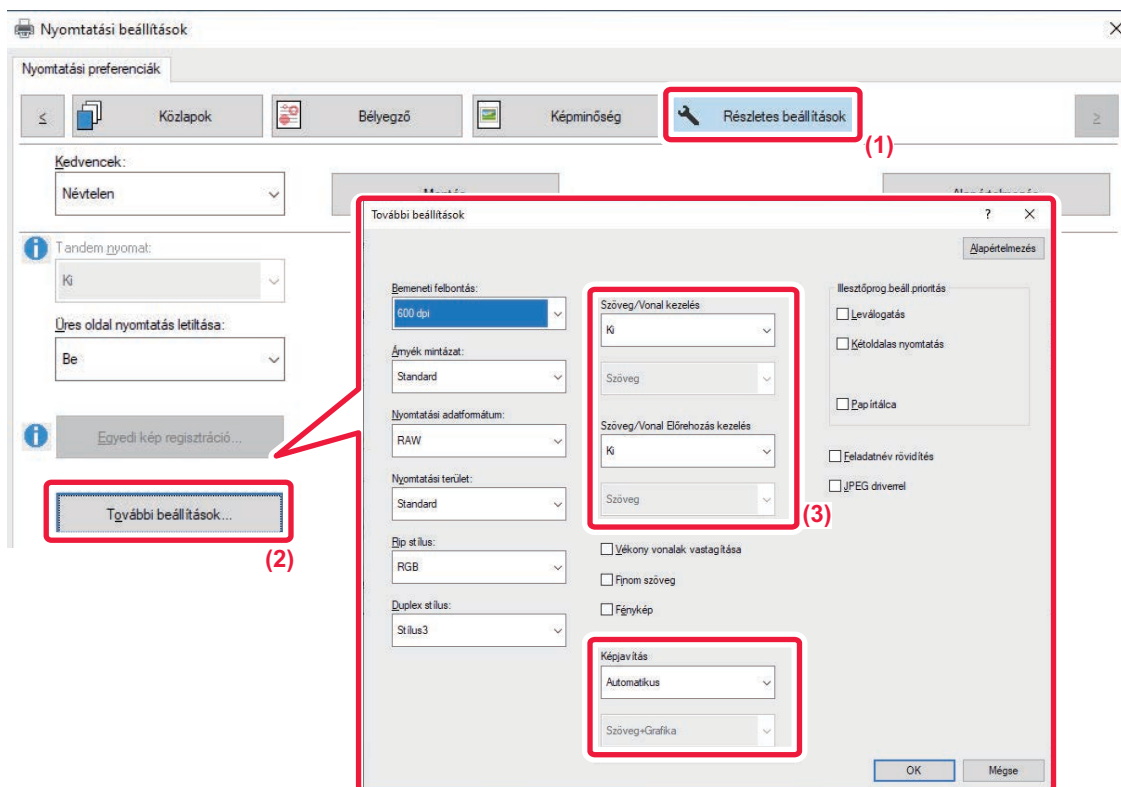 Nyomtatási beállítások
Nyomtatási preferenciák
< Közlapok Bélyegző Képminőség Részletes beállítások >
(1)
Kedvencek:
Névtelen
Tandem nyomat:
Ki
Üres oldal nyomtatás letiltása:
Be
Egyedi kép regisztráció...
További beállítások...
(2)
További beállítások ? X
Alapértelmezés
Bemeneti felbontás:
600 dpi
Árnyék mintázat:
Standard
Nyomtatási adatformátum:
RAW
Nyomtatási terület:
Standard
Rip stílus:
RGB
Duplex stílus:
Stílus3
Szöveg/Vonal kezelés
Ki
Szöveg
Szöveg/Vonal Előrehozás kezelés
Ki
Szöveg
(3)
Vékony vonalak vastagítása
Finom szöveg
Fénykép
Képjavítás
Automatikus
Szöveg+Grafika
Illesztőprog.beáll.prioritás
Leválogatás
Kétoldalas nyomtatás
Papírtálca
Feladatnév rövidítés
JPEG driverrel
OK Mégse